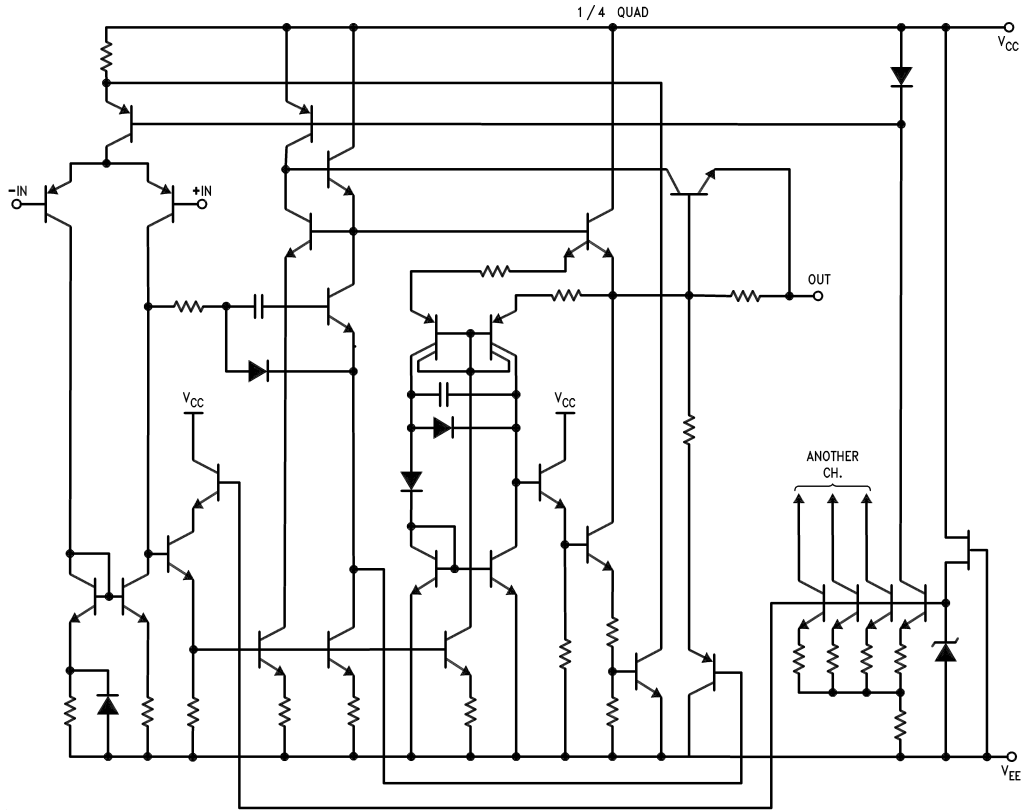 1/4 QUAD
VCC
-IN
+IN
OUT
VCC
VCC
ANOTHER
CH.
VEE